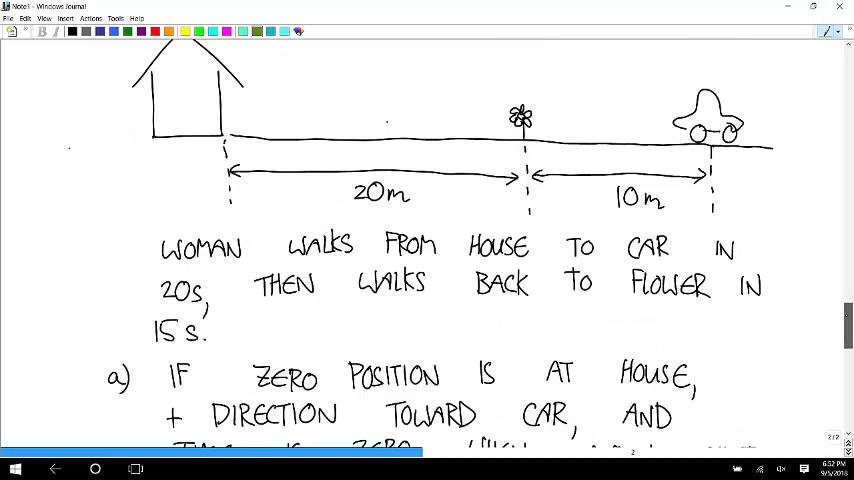 Note1 - Windows Journal
File Edit View Insert Actions Tools Help
B I
20m
10m
WOMAN WALKS FROM HOUSE TO CAR IN
20s, THEN WALKS BACK TO FLOWER IN
15 s.
a) IF ZERO POSITION IS AT HOUSE,
+ DIRECTION TOWARD CAR, AND
2/2
2
6:52 PM
9/5/2018